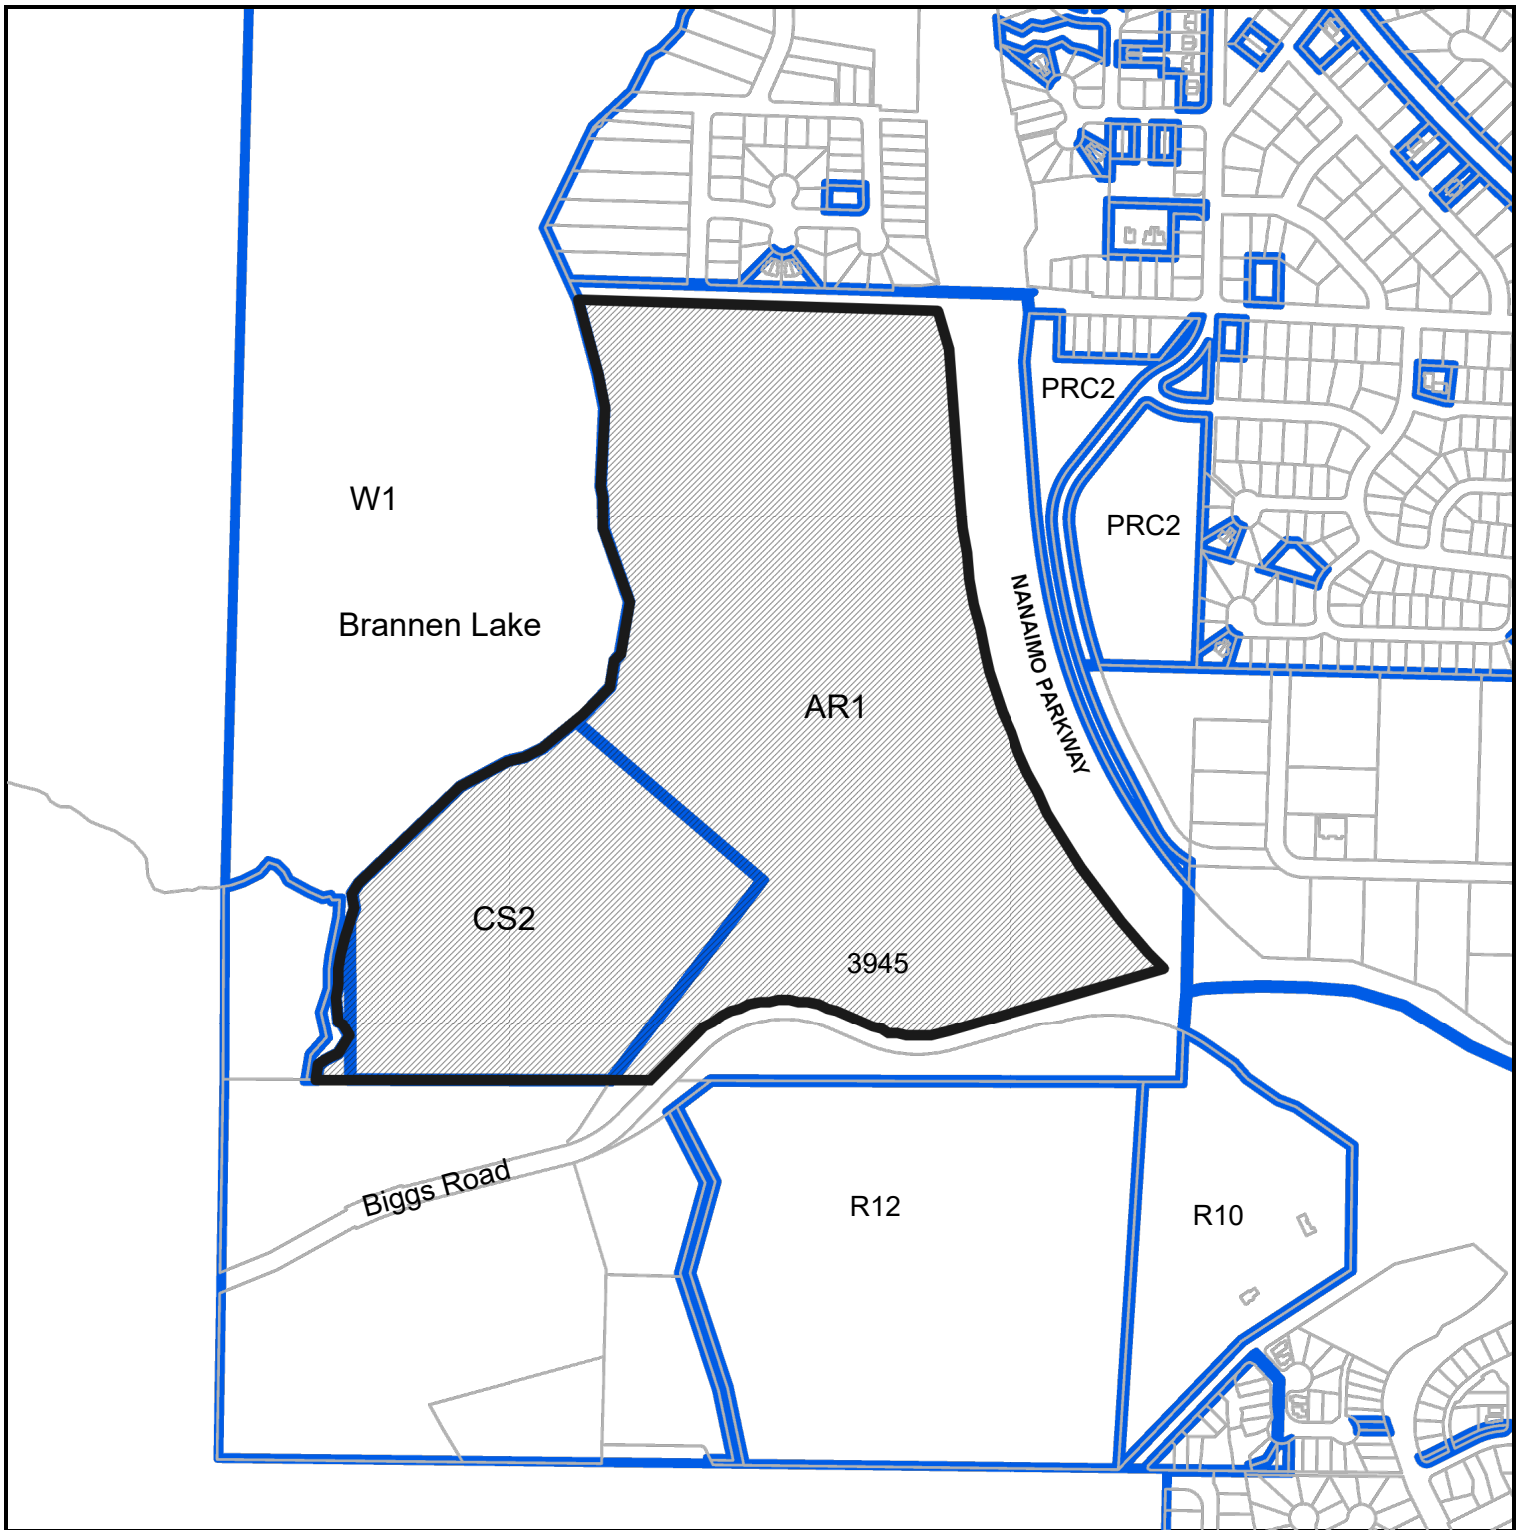 PRC2
W1
PRC2
Brannen Lake
NANAIMO PARKWAY
AR1
CS2
3945
Biggs Road
R12
R10